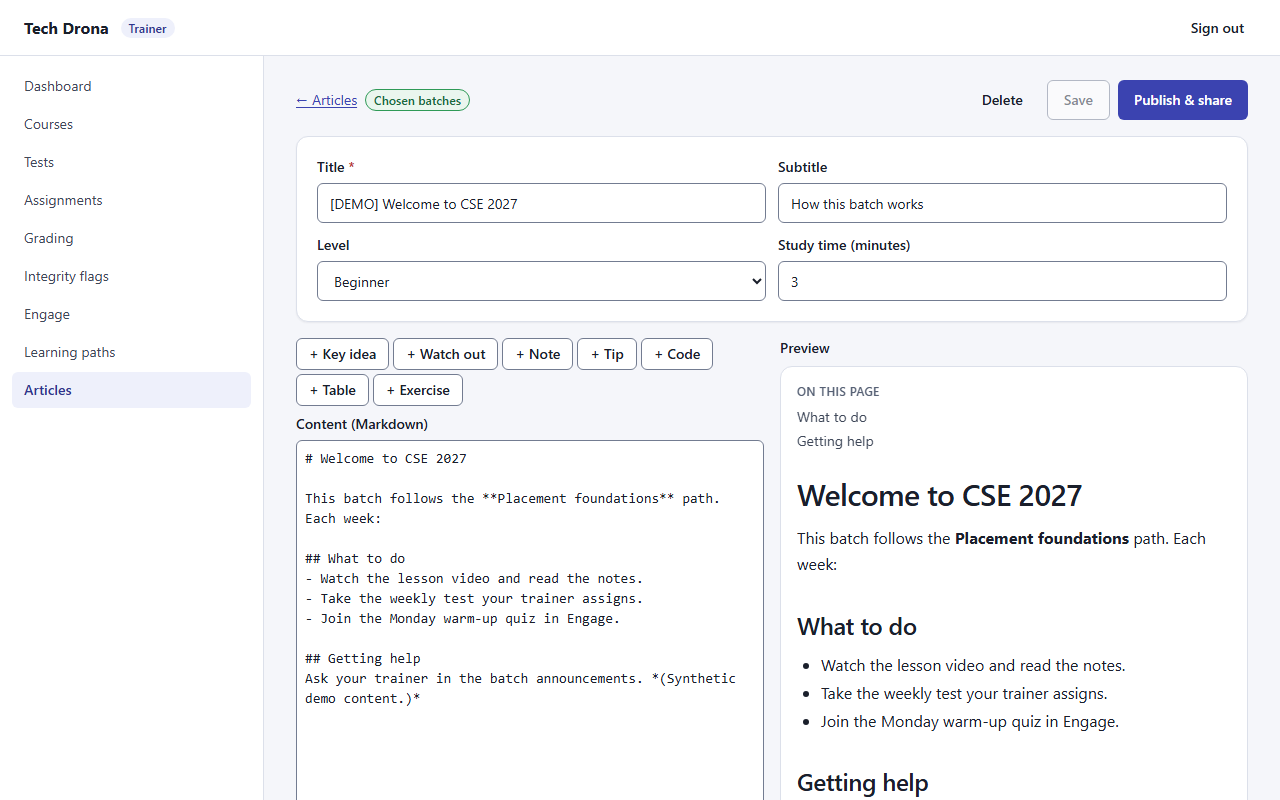 Tech Drona
Trainer
Sign out
Dashboard
Courses
Tests
Assignments
Grading
Integrity flags
Engage
Learning paths
Articles
← Articles
Chosen batches
Delete
Save
Publish & share
Title *
[DEMO] Welcome to CSE 2027
Subtitle
How this batch works
Level
Beginner
Study time (minutes)
3
+ Key idea
+ Watch out
+ Note
+ Tip
+ Code
+ Table
+ Exercise
Content (Markdown)
# Welcome to CSE 2027
This batch follows the **Placement foundations** path.
Each week:
## What to do
- Watch the lesson video and read the notes.
- Take the weekly test your trainer assigns.
- Join the Monday warm-up quiz in Engage.
## Getting help
Ask your trainer in the batch announcements. *(Synthetic
demo content.)*
Preview
ON THIS PAGE
What to do
Getting help
Welcome to CSE 2027
This batch follows the Placement foundations path. Each
week:
What to do
• Watch the lesson video and read the notes.
• Take the weekly test your trainer assigns.
• Join the Monday warm-up quiz in Engage.
Getting help